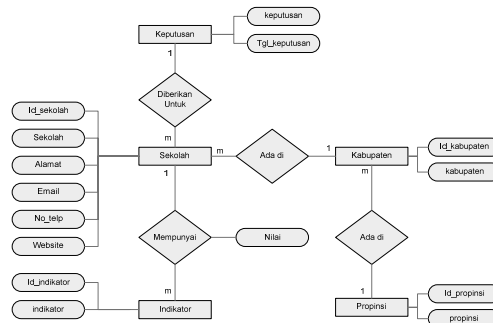 keputusan
Keputusan
Tgl_keputusan
1
Diberikan
Untuk
m
Id_sekolah
Sekolah
Alamat
Email
No_telp
Website
Sekolah
m
Ada di
1
Kabupaten
Id_kabupaten
kabupaten
1
m
Mempunyai
Nilai
Ada di
m
1
Id_indikator
indikator
Indikator
Propinsi
Id_propinsi
propinsi